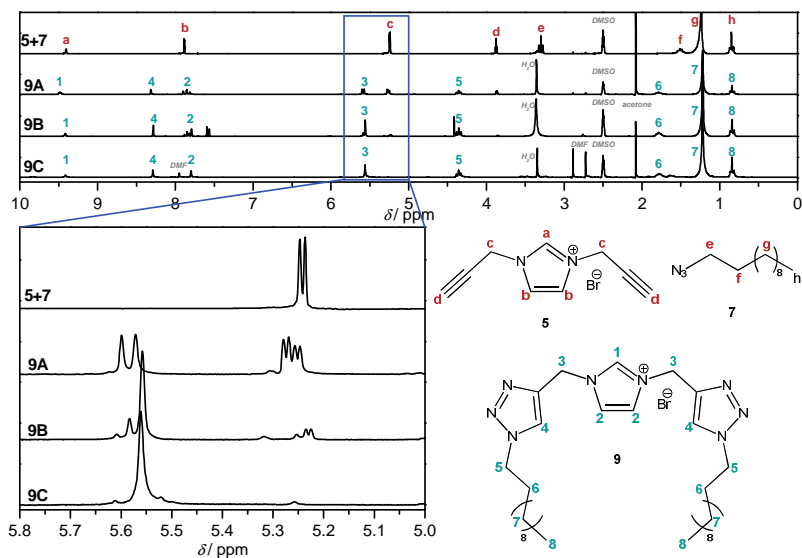 a b c d e DMSO f g h
5+7
1 4 2 3 5 H2O DMSO 6 7 8
9A
1 4 2 3 5 H2O DMSO acetone 6 7 8
9B
1 4 DMF 2 3 5 H2O DMF DMSO 6 7 8
9C
10 9 8 7 6 5 4 3 2 1 0
δ/ ppm
5+7
9A
9B
9C
5.8 5.7 5.6 5.5 5.4 5.3 5.2 5.1 5.0
δ/ ppm
c a c
N N +
Br −
d b b d
5
e g
N3 f 8 h
7
3 1 3
N N +
Br −
N N N 4 2 2 4 N N N
5 9 5
6 6
7 8 7 8
8 8